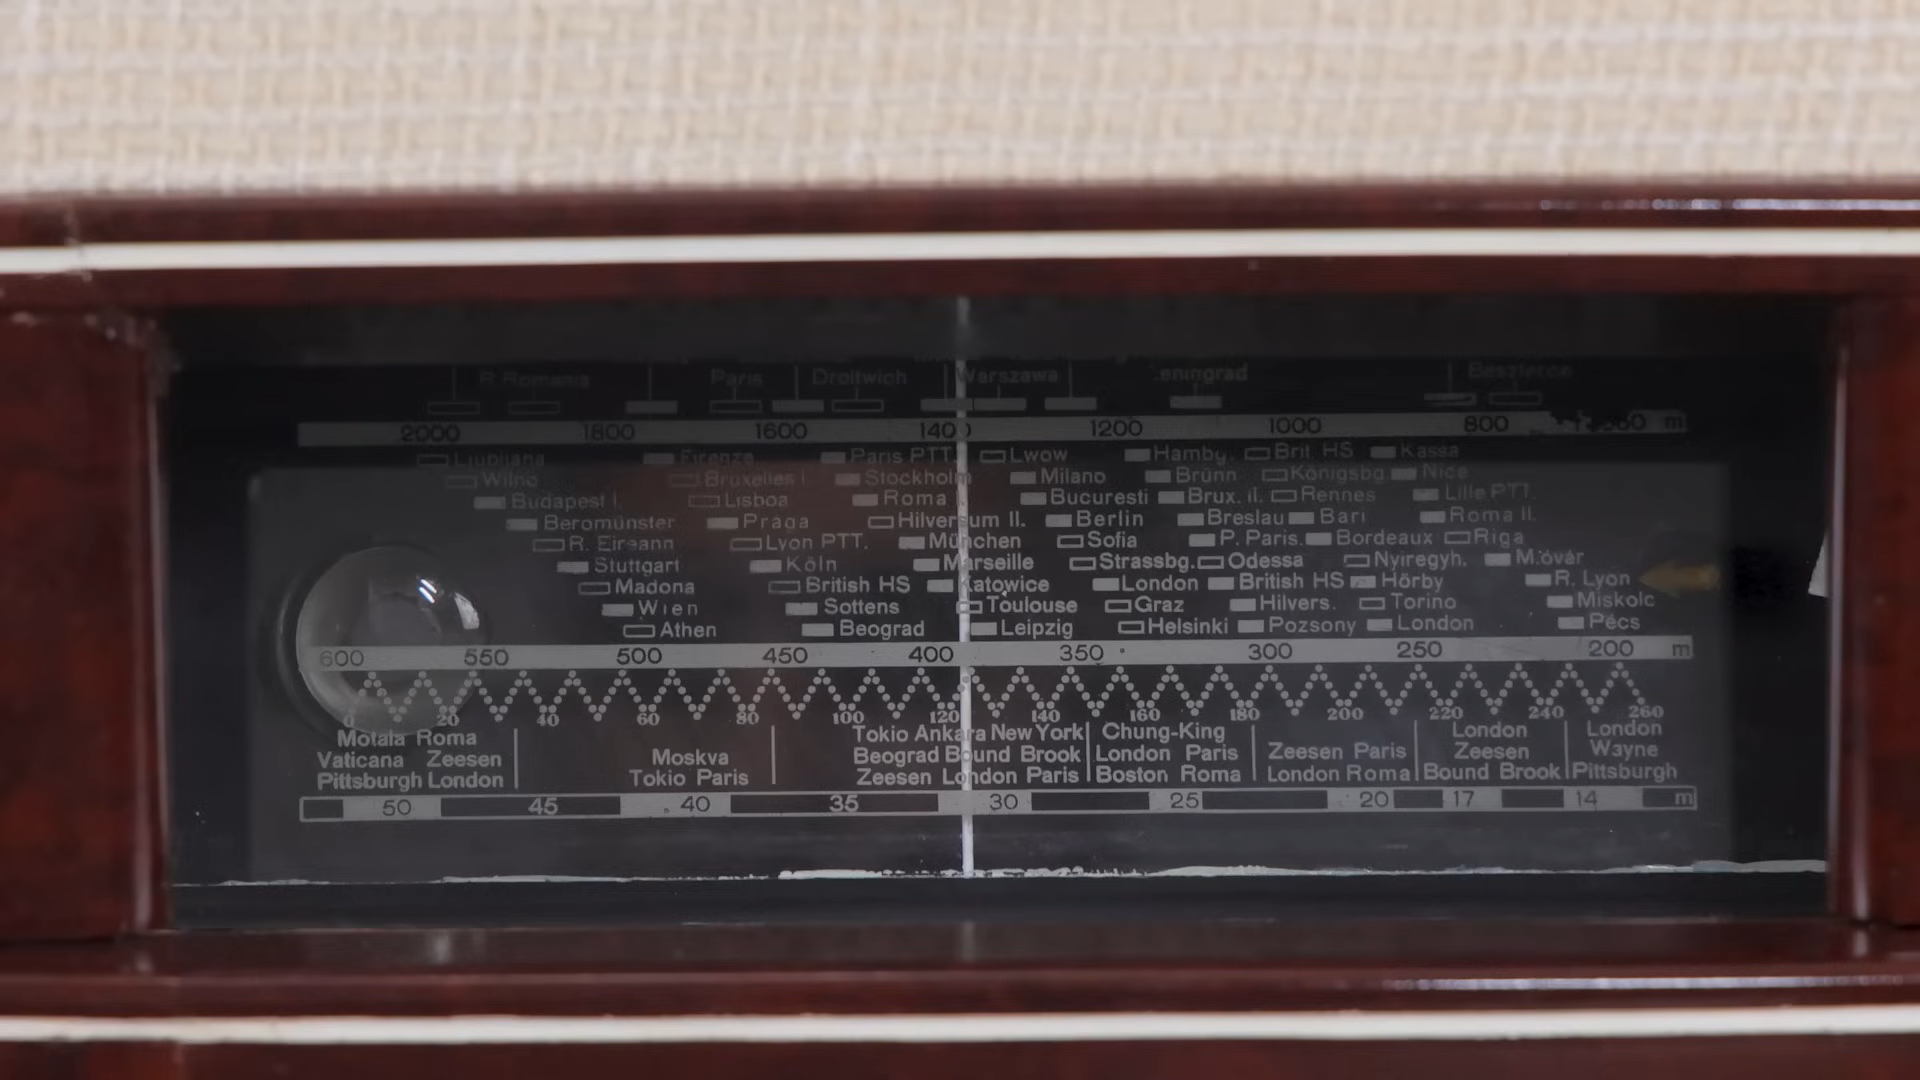 R. Romania Paris Droitwich Warszawa eningrad
2000 1800 1600 1400 1200 1000 800 m
Ljubljana Firenze Paris PTT Lwow Hamby. Brit. HS Kassa
Wilno Bruxelles I. Stockholm Milano Brünn Königsbg. Nice
Budapest I. Lisboa Roma Bucuresti Brux. il. Rennes Lille PTT.
Beromünster Praga Hilversum II. Berlin Breslau Bari Roma II.
R. Eireann Lyon PTT. München Sofia P. Paris. Bordeaux Riga
Stuttgart Köln Marseille Strassbg. Odessa Nyiregyh. M.óvár
Madona British HS Katowice London British HS Hörby R. Lyon
Wien Sottens Toulouse Graz Hilvers. Torino Miskolc
Athen Beograd Leipzig Helsinki Pozsony London Pécs
600 550 500 450 400 350 300 250 200 m
0 20 40 60 80 100 120 140 160 180 200 220 240 260
Motala Roma Tokio Ankara New York Chung-King London London
Vaticana Zeesen Moskva Beograd Bound Brook London Paris Zeesen Paris Zeesen Wayne
Pittsburgh London Tokio Paris Zeesen London Paris Boston Roma London Roma Bound Brook Pittsburgh
50 45 40 35 30 25 20 17 14 m